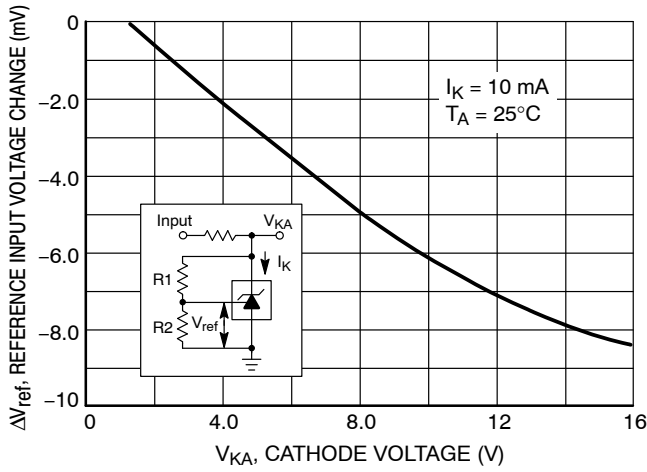 ΔVref, REFERENCE INPUT VOLTAGE CHANGE (mV)
0
−2.0
−4.0
−6.0
−8.0
−10
IK = 10 mA
TA = 25°C
Input
VKA
IK
R1
R2
Vref
0
4.0
8.0
12
16
VKA, CATHODE VOLTAGE (V)